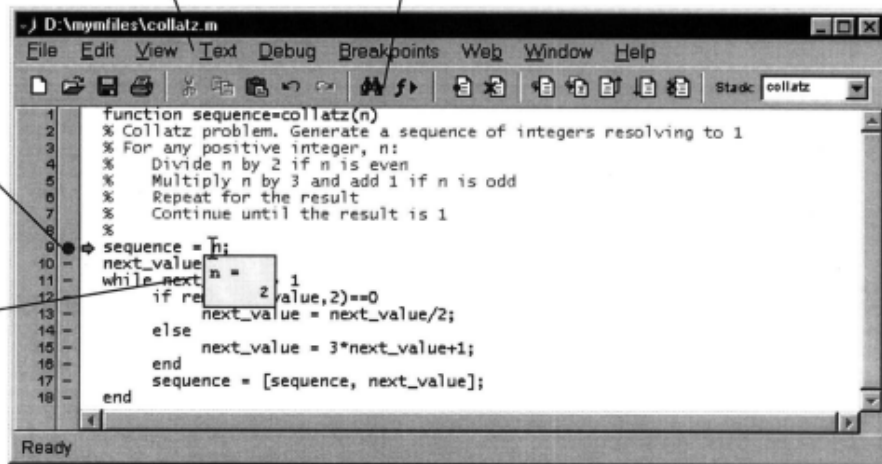 D:\mymfiles\collatz.m
File Edit View Text Debug Breakpoints Web Window Help
Stack: collatz
1 function sequence=collatz(n)
2 % Collatz problem. Generate a sequence of integers resolving to 1
3 % For any positive integer, n:
4 %    Divide n by 2 if n is even
5 %    Multiply n by 3 and add 1 if n is odd
6 %    Repeat for the result
7 %    Continue until the result is 1
8 %
9 sequence = n;
10 - next_value
11 - while next 1
n =
2
12 - if re value,2)==0
13 - next_value = next_value/2;
14 - else
15 - next_value = 3*next_value+1;
16 - end
17 - sequence = [sequence, next_value];
18 - end
Ready